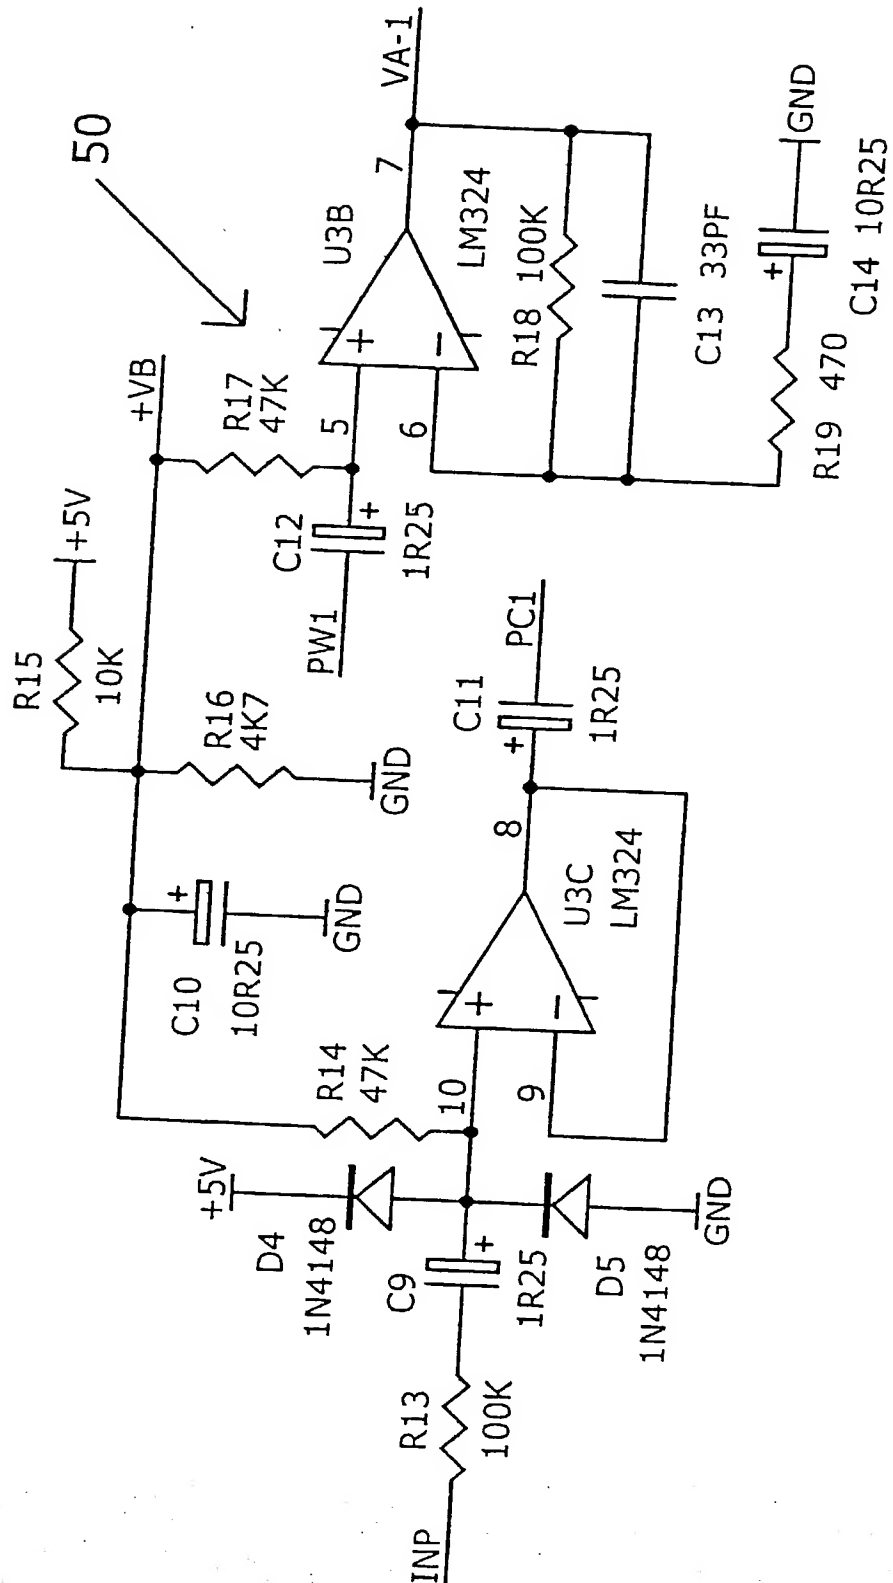 50
INP
R13
100K
C9
1R25
+5V
D4
1N4148
D5
1N4148
GND
R14
47K
10
9
+
−
8
U3C
LM324
+
C11
1R25
PC1
+
C10
10R25
GND
+
R15
10K
+5V
R16
4K7
GND
+VB
PW1
C12
1R25
+
R17
47K
5
6
+
−
7
U3B
LM324
VA-1
R18 100K
C13 33PF
R19 470
C14 10R25
+
GND